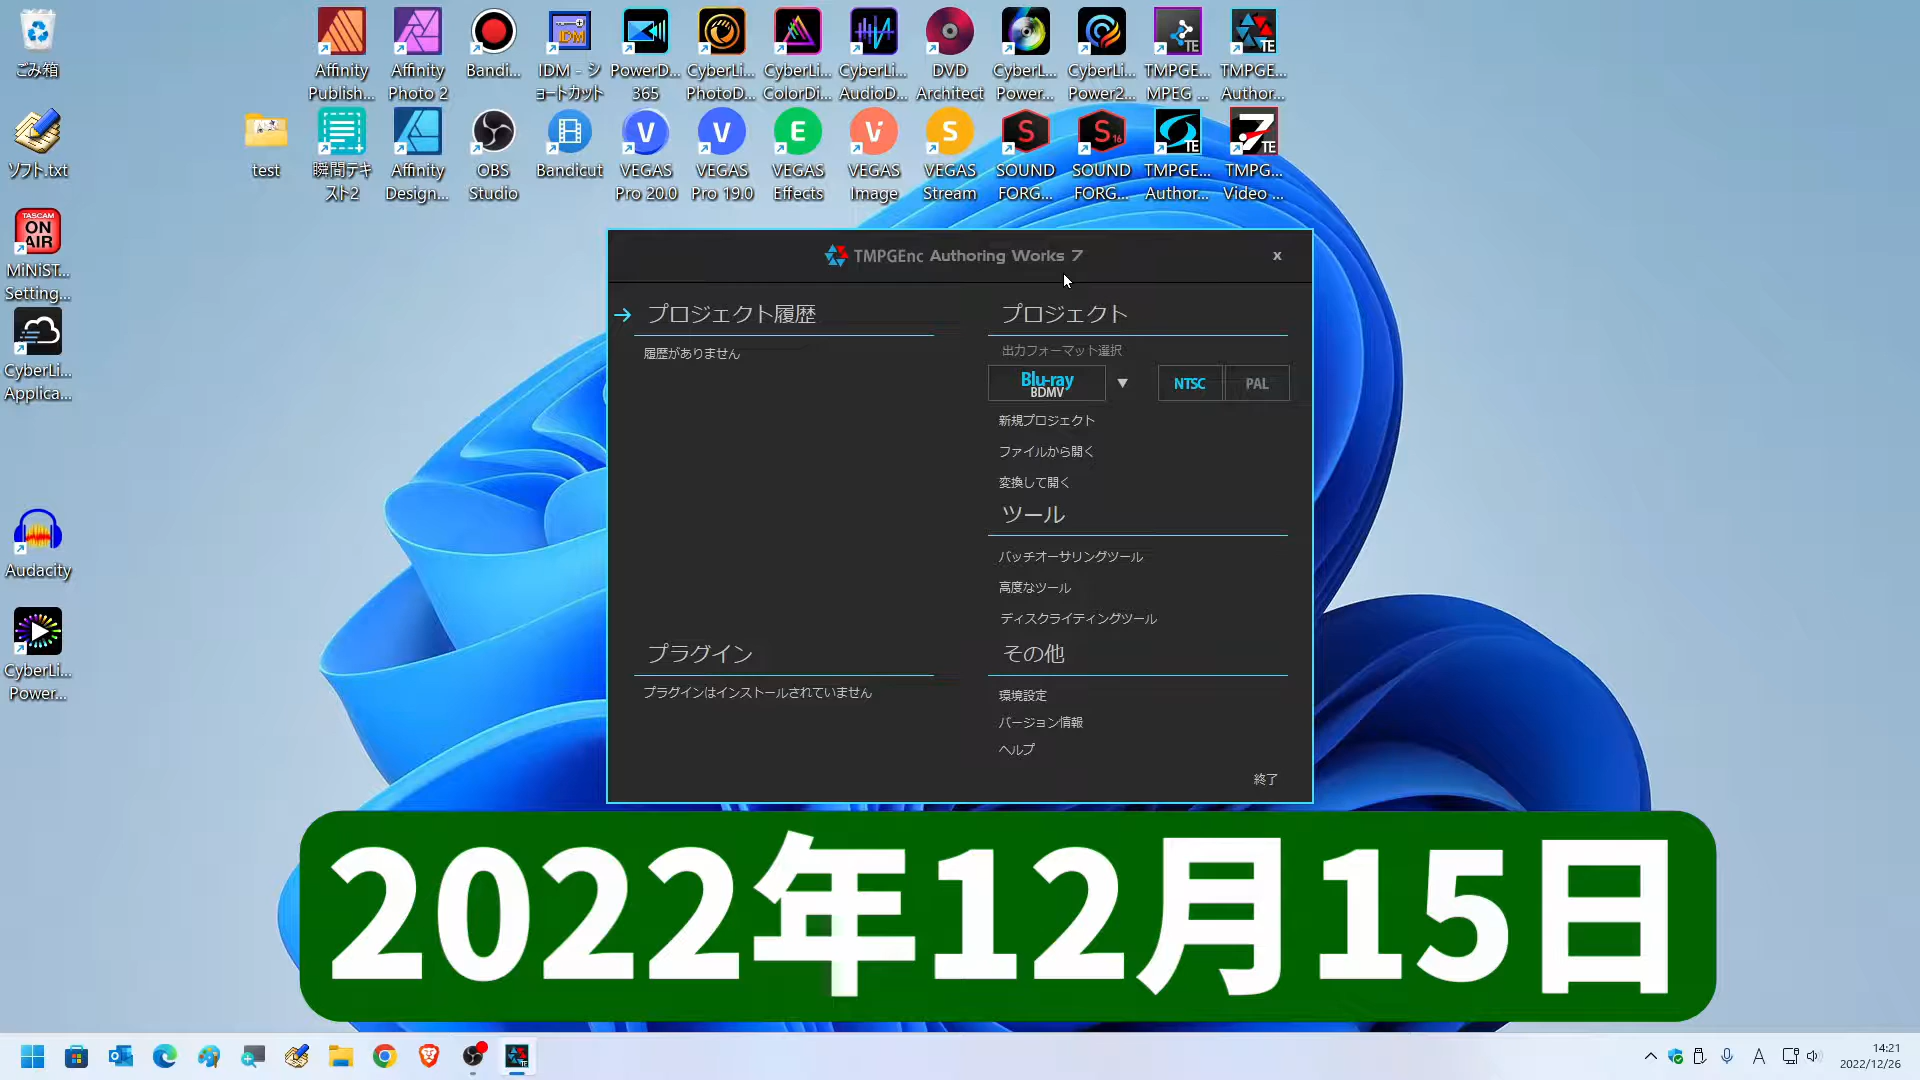 ごみ箱
Affinity Publish...
Affinity Photo 2
Bandi...
IDM - ショートカット
PowerD... 365
CyberLi... PhotoD...
CyberLi... ColorDi...
CyberLi... AudioD...
DVD Architect
CyberL... Power...
CyberLi... Power2...
TMPGE... MPEG ...
TMPGE... Author...
ソフト.txt
test
瞬間テキスト2
Affinity Design...
OBS Studio
Bandicut
VEGAS Pro 20.0
VEGAS Pro 19.0
VEGAS Effects
VEGAS Image
VEGAS Stream
SOUND FORG...
SOUND FORG...
TMPGE... Author...
TMPG... Video ...
TASCAM
ON AIR
MiNiST... Setting...
CyberLi... Applica...
Audacity
CyberLi... Power...
TMPGEnc Authoring Works 7
x
プロジェクト履歴
履歴がありません
プロジェクト
出力フォーマット選択
Blu-ray
BDMV
NTSC
PAL
新規プロジェクト
ファイルから開く
変換して開く
ツール
バッチオーサリングツール
高度なツール
ディスクライティングツール
プラグイン
プラグインはインストールされていません
その他
環境設定
バージョン情報
ヘルプ
終了
2022年12月15日
A
14:21
2022/12/26